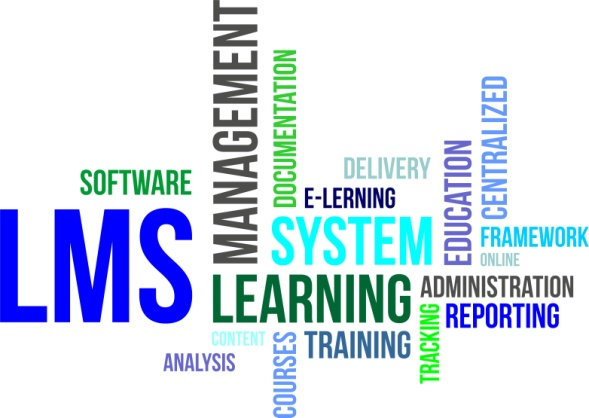 MANAGEMENT
DOCUMENTATION
CENTRALIZED
EDUCATION
DELIVERY
SOFTWARE
E-LERNING
LMS
SYSTEM
FRAMEWORK
ONLINE
LEARNING
ADMINISTRATION
TRACKING
REPORTING
CONTENT
COURSES
TRAINING
ANALYSIS